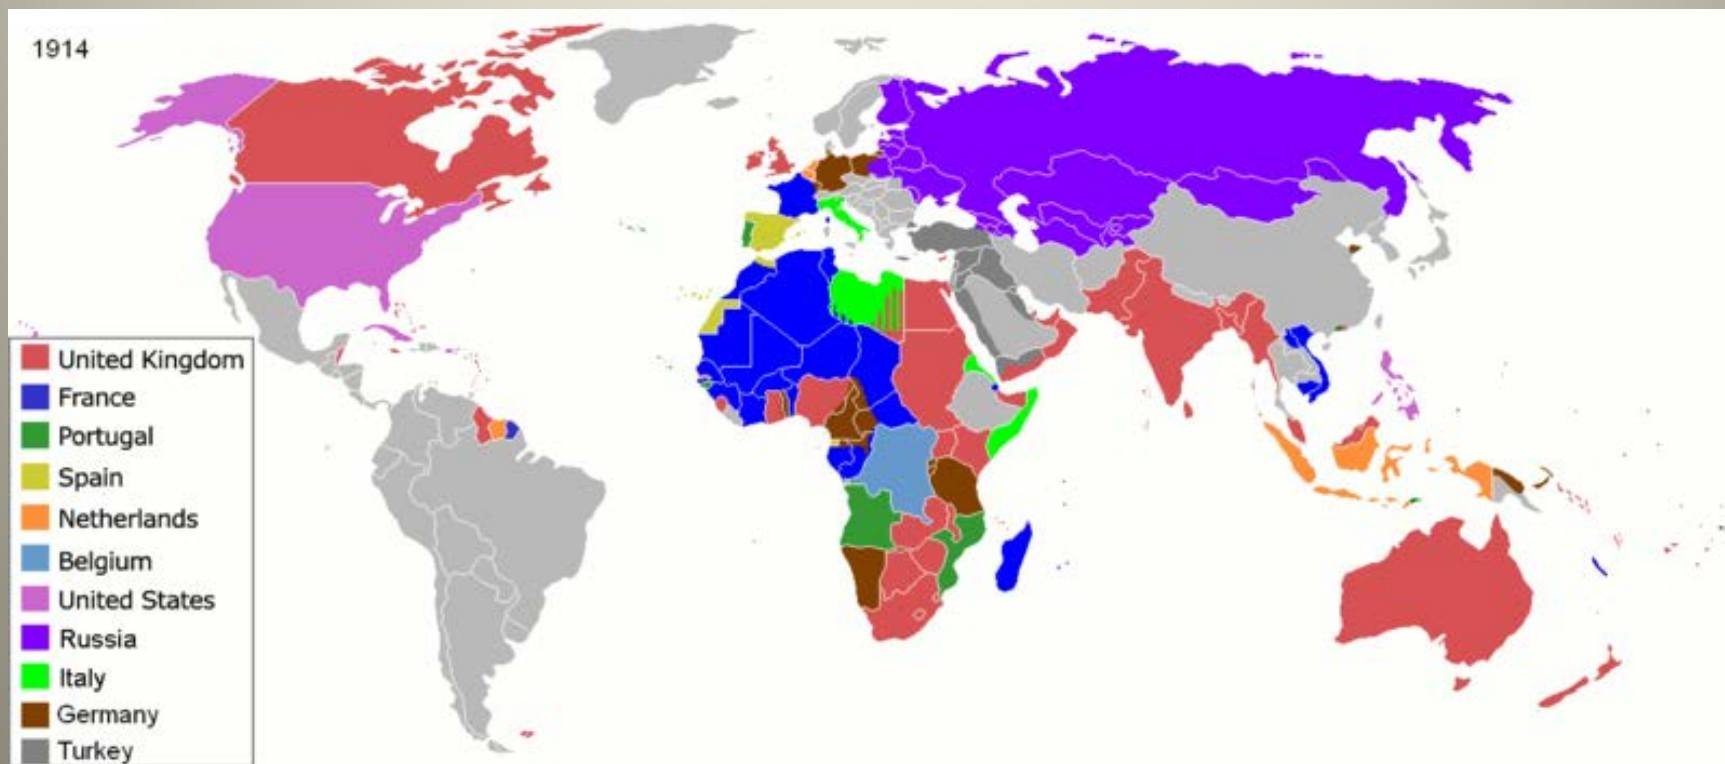 1914
United Kingdom
France
Portugal
Spain
Netherlands
Belgium
United States
Russia
Italy
Germany
Turkey